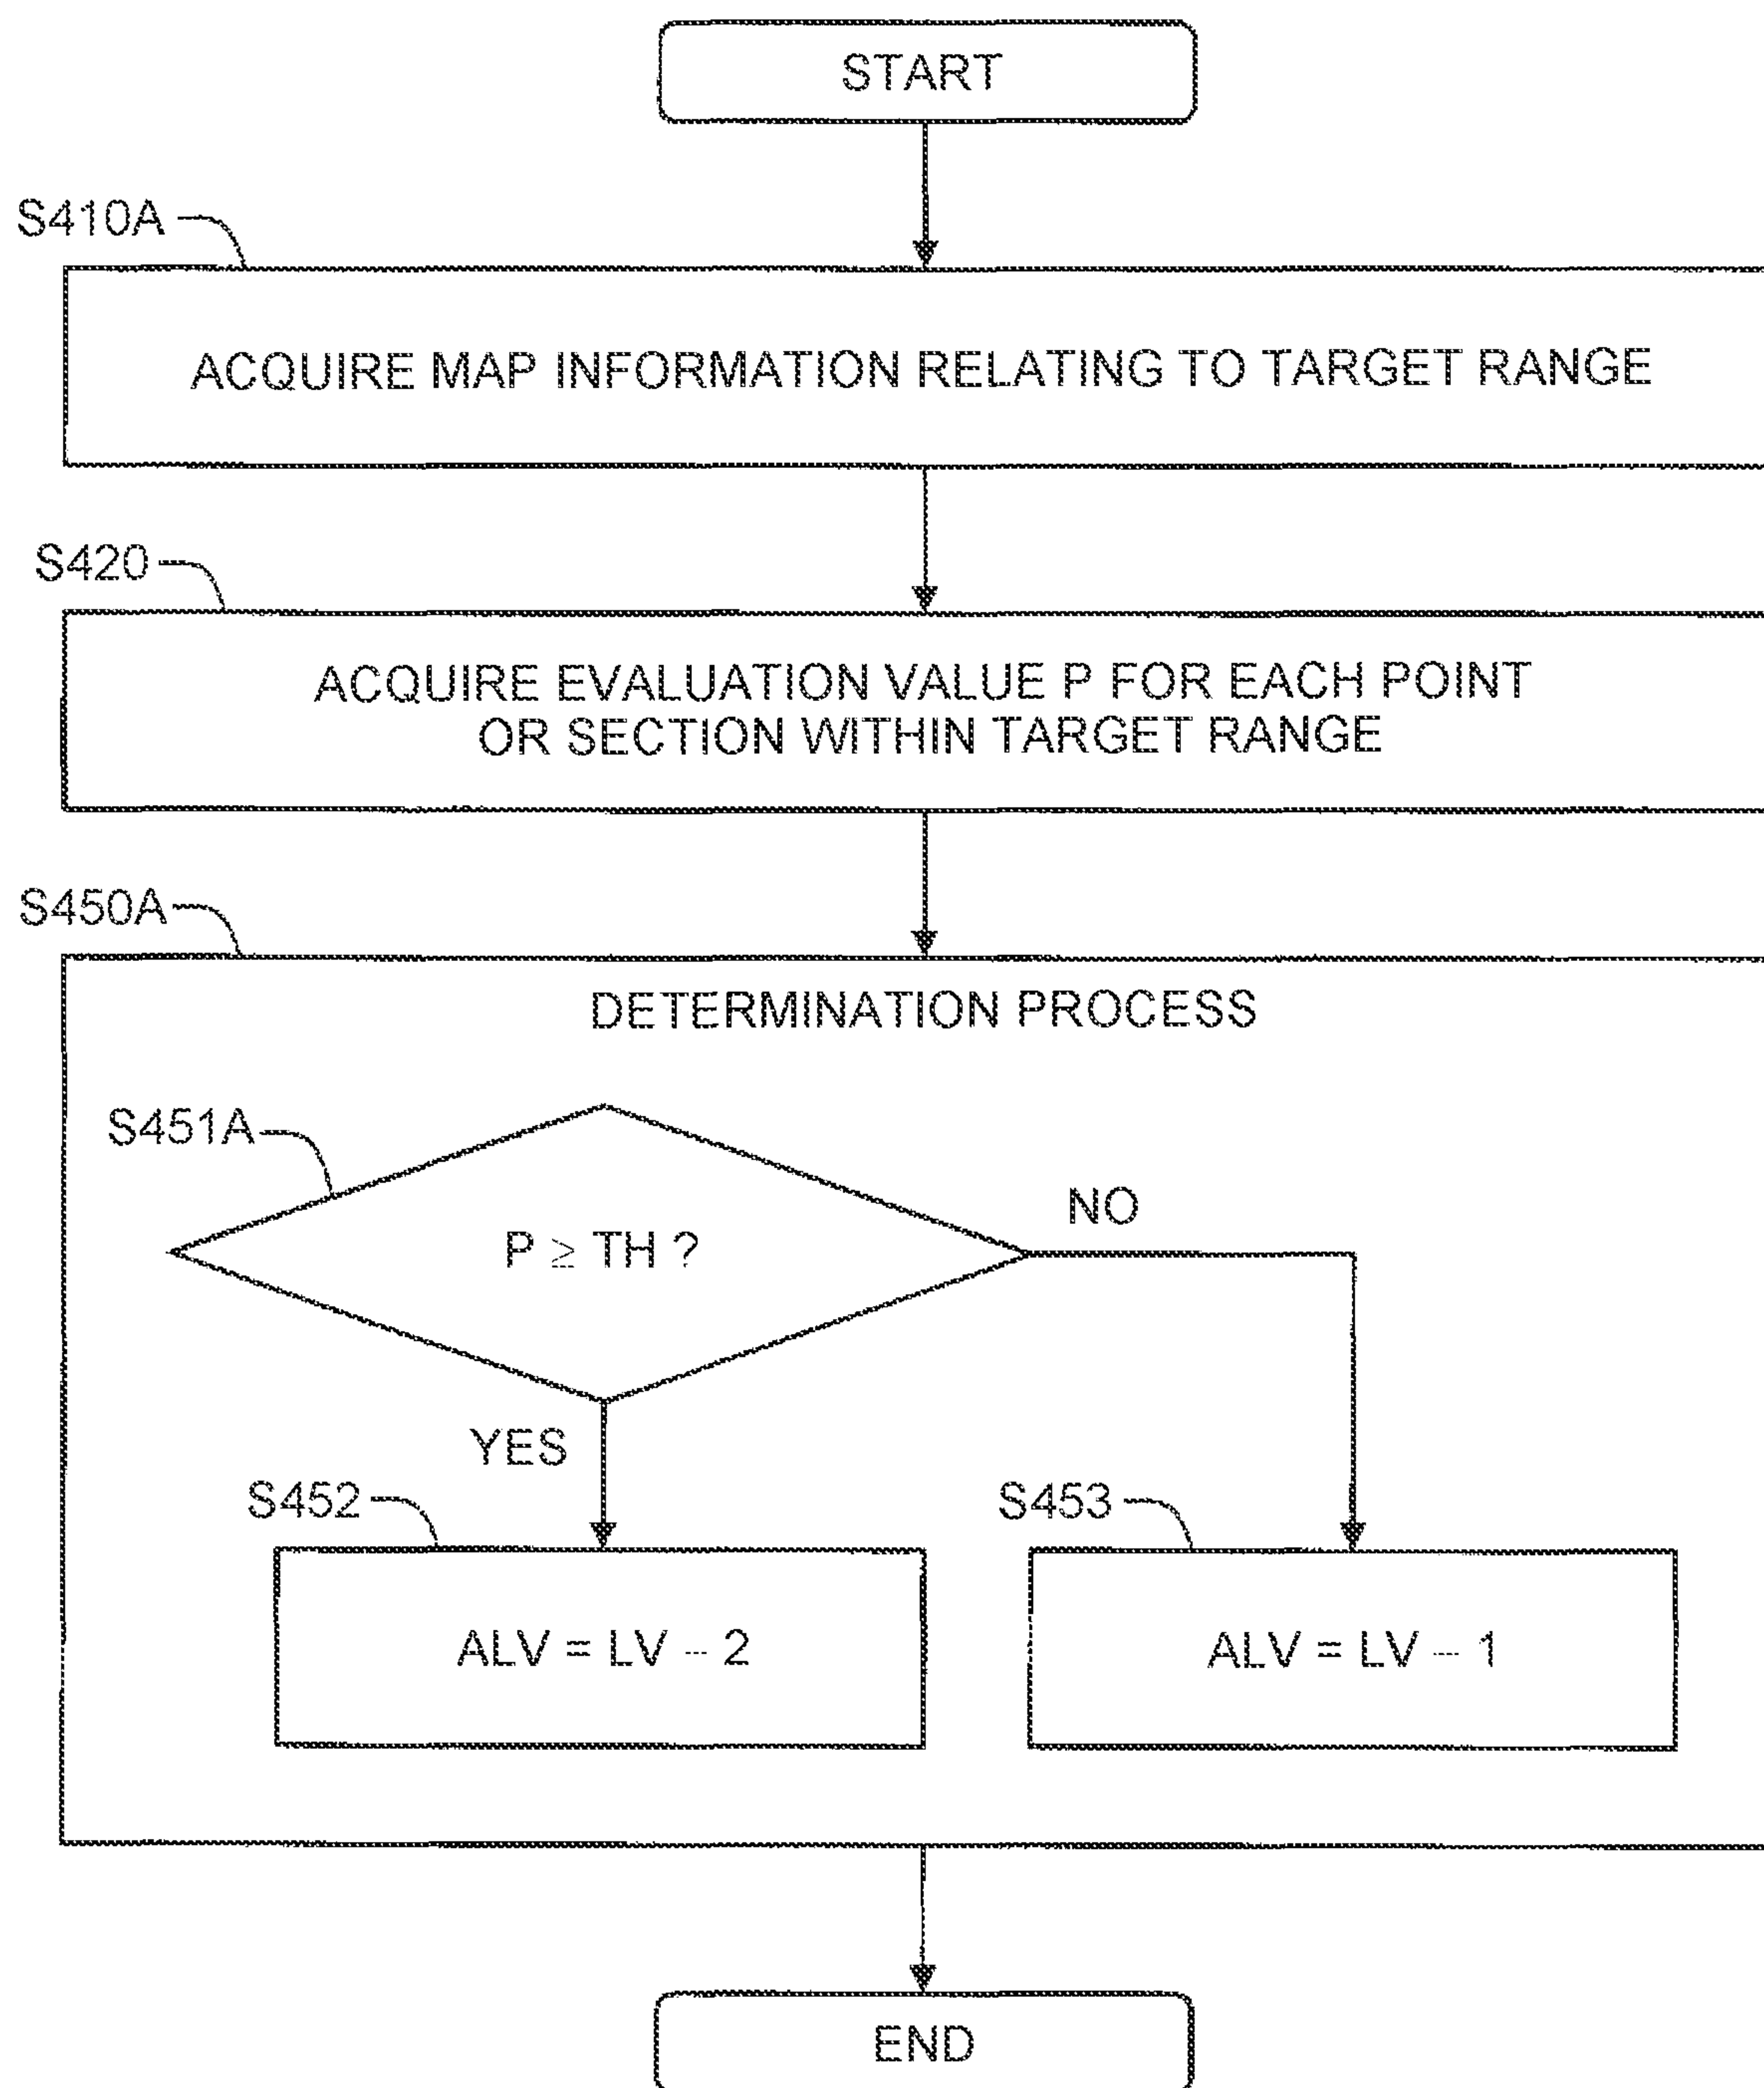 START
S410A
ACQUIRE MAP INFORMATION RELATING TO TARGET RANGE
S420
ACQUIRE EVALUATION VALUE P FOR EACH POINT
OR SECTION WITHIN TARGET RANGE
S450A
DETERMINATION PROCESS
S451A
P ≥ TH ?
NO
YES
S452
S453
ALV = LV - 2
ALV = LV - 1
END